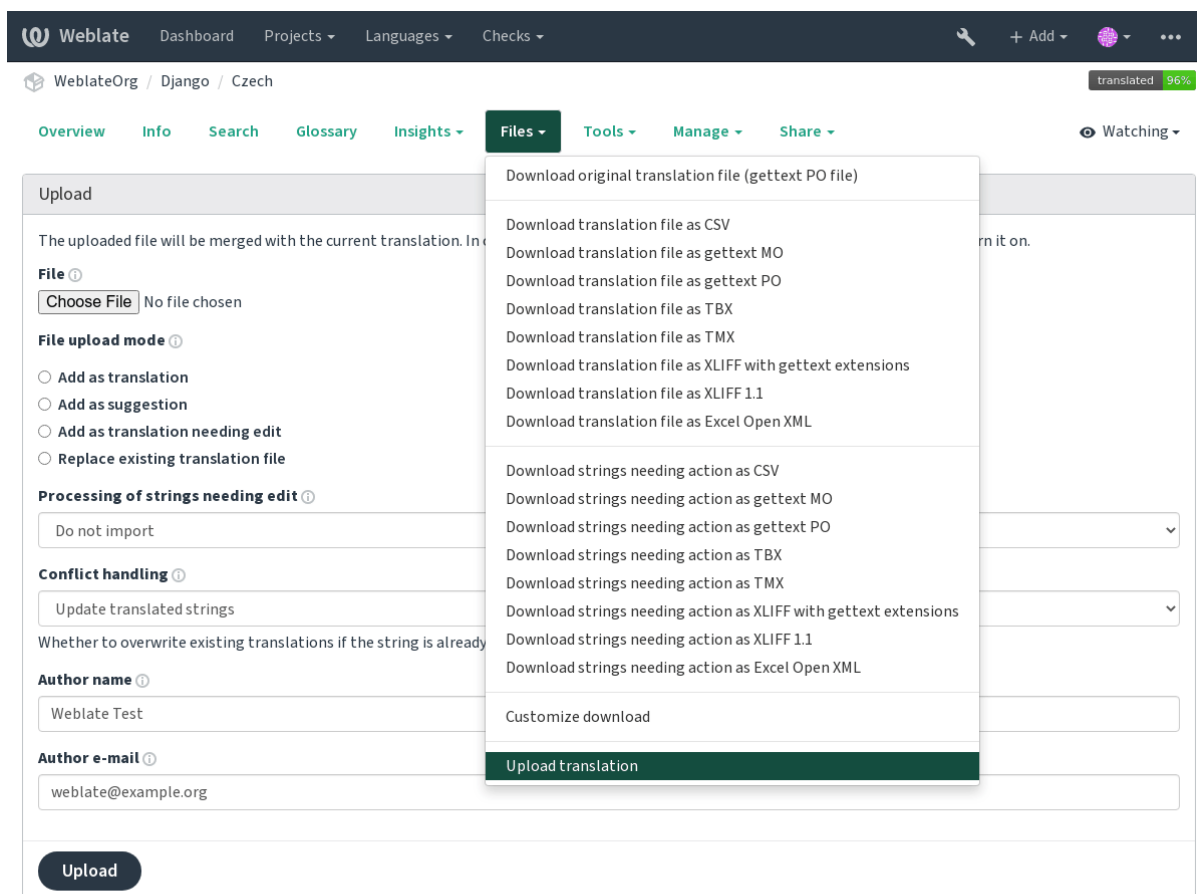 Weblate Dashboard Projects Languages Checks + Add
WeblateOrg / Django / Czech translated 96%
Overview Info Search Glossary Insights Files Tools Manage Share Watching
Upload
The uploaded file will be merged with the current translation. In rn it on.
File
Choose File No file chosen
File upload mode
Add as translation
Add as suggestion
Add as translation needing edit
Replace existing translation file
Processing of strings needing edit
Do not import
Conflict handling
Update translated strings
Whether to overwrite existing translations if the string is already
Author name
Weblate Test
Author e-mail
weblate@example.org
Upload
Download original translation file (gettext PO file)
Download translation file as CSV
Download translation file as gettext MO
Download translation file as gettext PO
Download translation file as TBX
Download translation file as TMX
Download translation file as XLIFF with gettext extensions
Download translation file as XLIFF 1.1
Download translation file as Excel Open XML
Download strings needing action as CSV
Download strings needing action as gettext MO
Download strings needing action as gettext PO
Download strings needing action as TBX
Download strings needing action as TMX
Download strings needing action as XLIFF with gettext extensions
Download strings needing action as XLIFF 1.1
Download strings needing action as Excel Open XML
Customize download
Upload translation